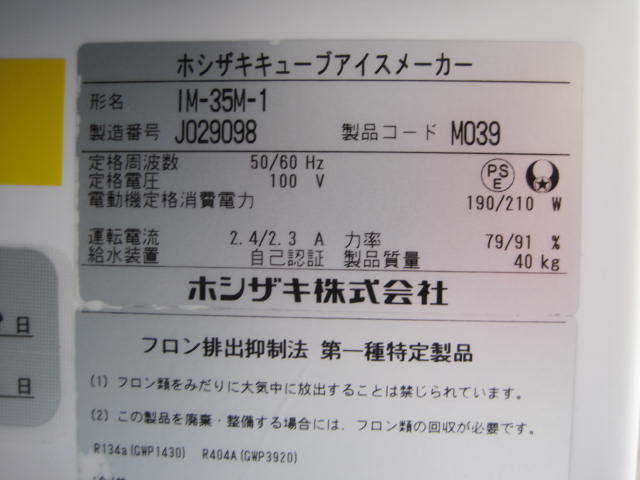 ホシザキキューブアイスメーカー
形名 IM-35M-1
製造番号 J029098 製品コード M039
定格周波数 50/60 Hz
定格電圧 100 V
PS E
電動機定格消費電力 190/210 W
運転電流 2.4/2.3 A 力率 79/91 %
給水装置 自己認証 製品質量 40 kg
ホシザキ株式会社
日
日
フロン排出抑制法 第一種特定製品
(1) フロン類をみだりに大気中に放出することは禁じられています。
(2) この製品を廃棄・整備する場合には、フロン類の回収が必要です。
R134a(GWP1430) R404A(GWP3920)